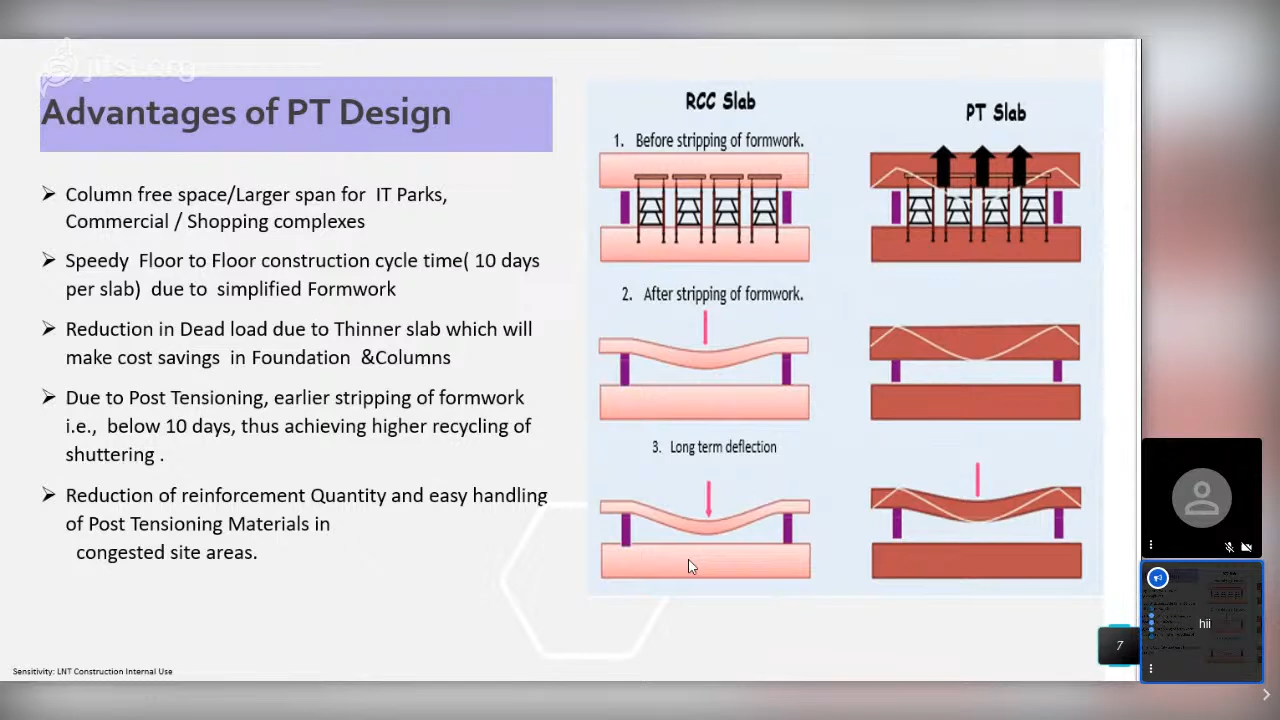 jitsi.org
Advantages of PT Design
➢ Column free space/Larger span for IT Parks,
Commercial / Shopping complexes
➢ Speedy Floor to Floor construction cycle time( 10 days
per slab) due to simplified Formwork
➢ Reduction in Dead load due to Thinner slab which will
make cost savings in Foundation &Columns
➢ Due to Post Tensioning, earlier stripping of formwork
i.e., below 10 days, thus achieving higher recycling of
shuttering .
➢ Reduction of reinforcement Quantity and easy handling
of Post Tensioning Materials in
congested site areas.
RCC Slab
PT Slab
1. Before stripping of formwork.
2. After stripping of formwork.
3. Long term deflection
7
hii
Sensitivity: LNT Construction Internal Use